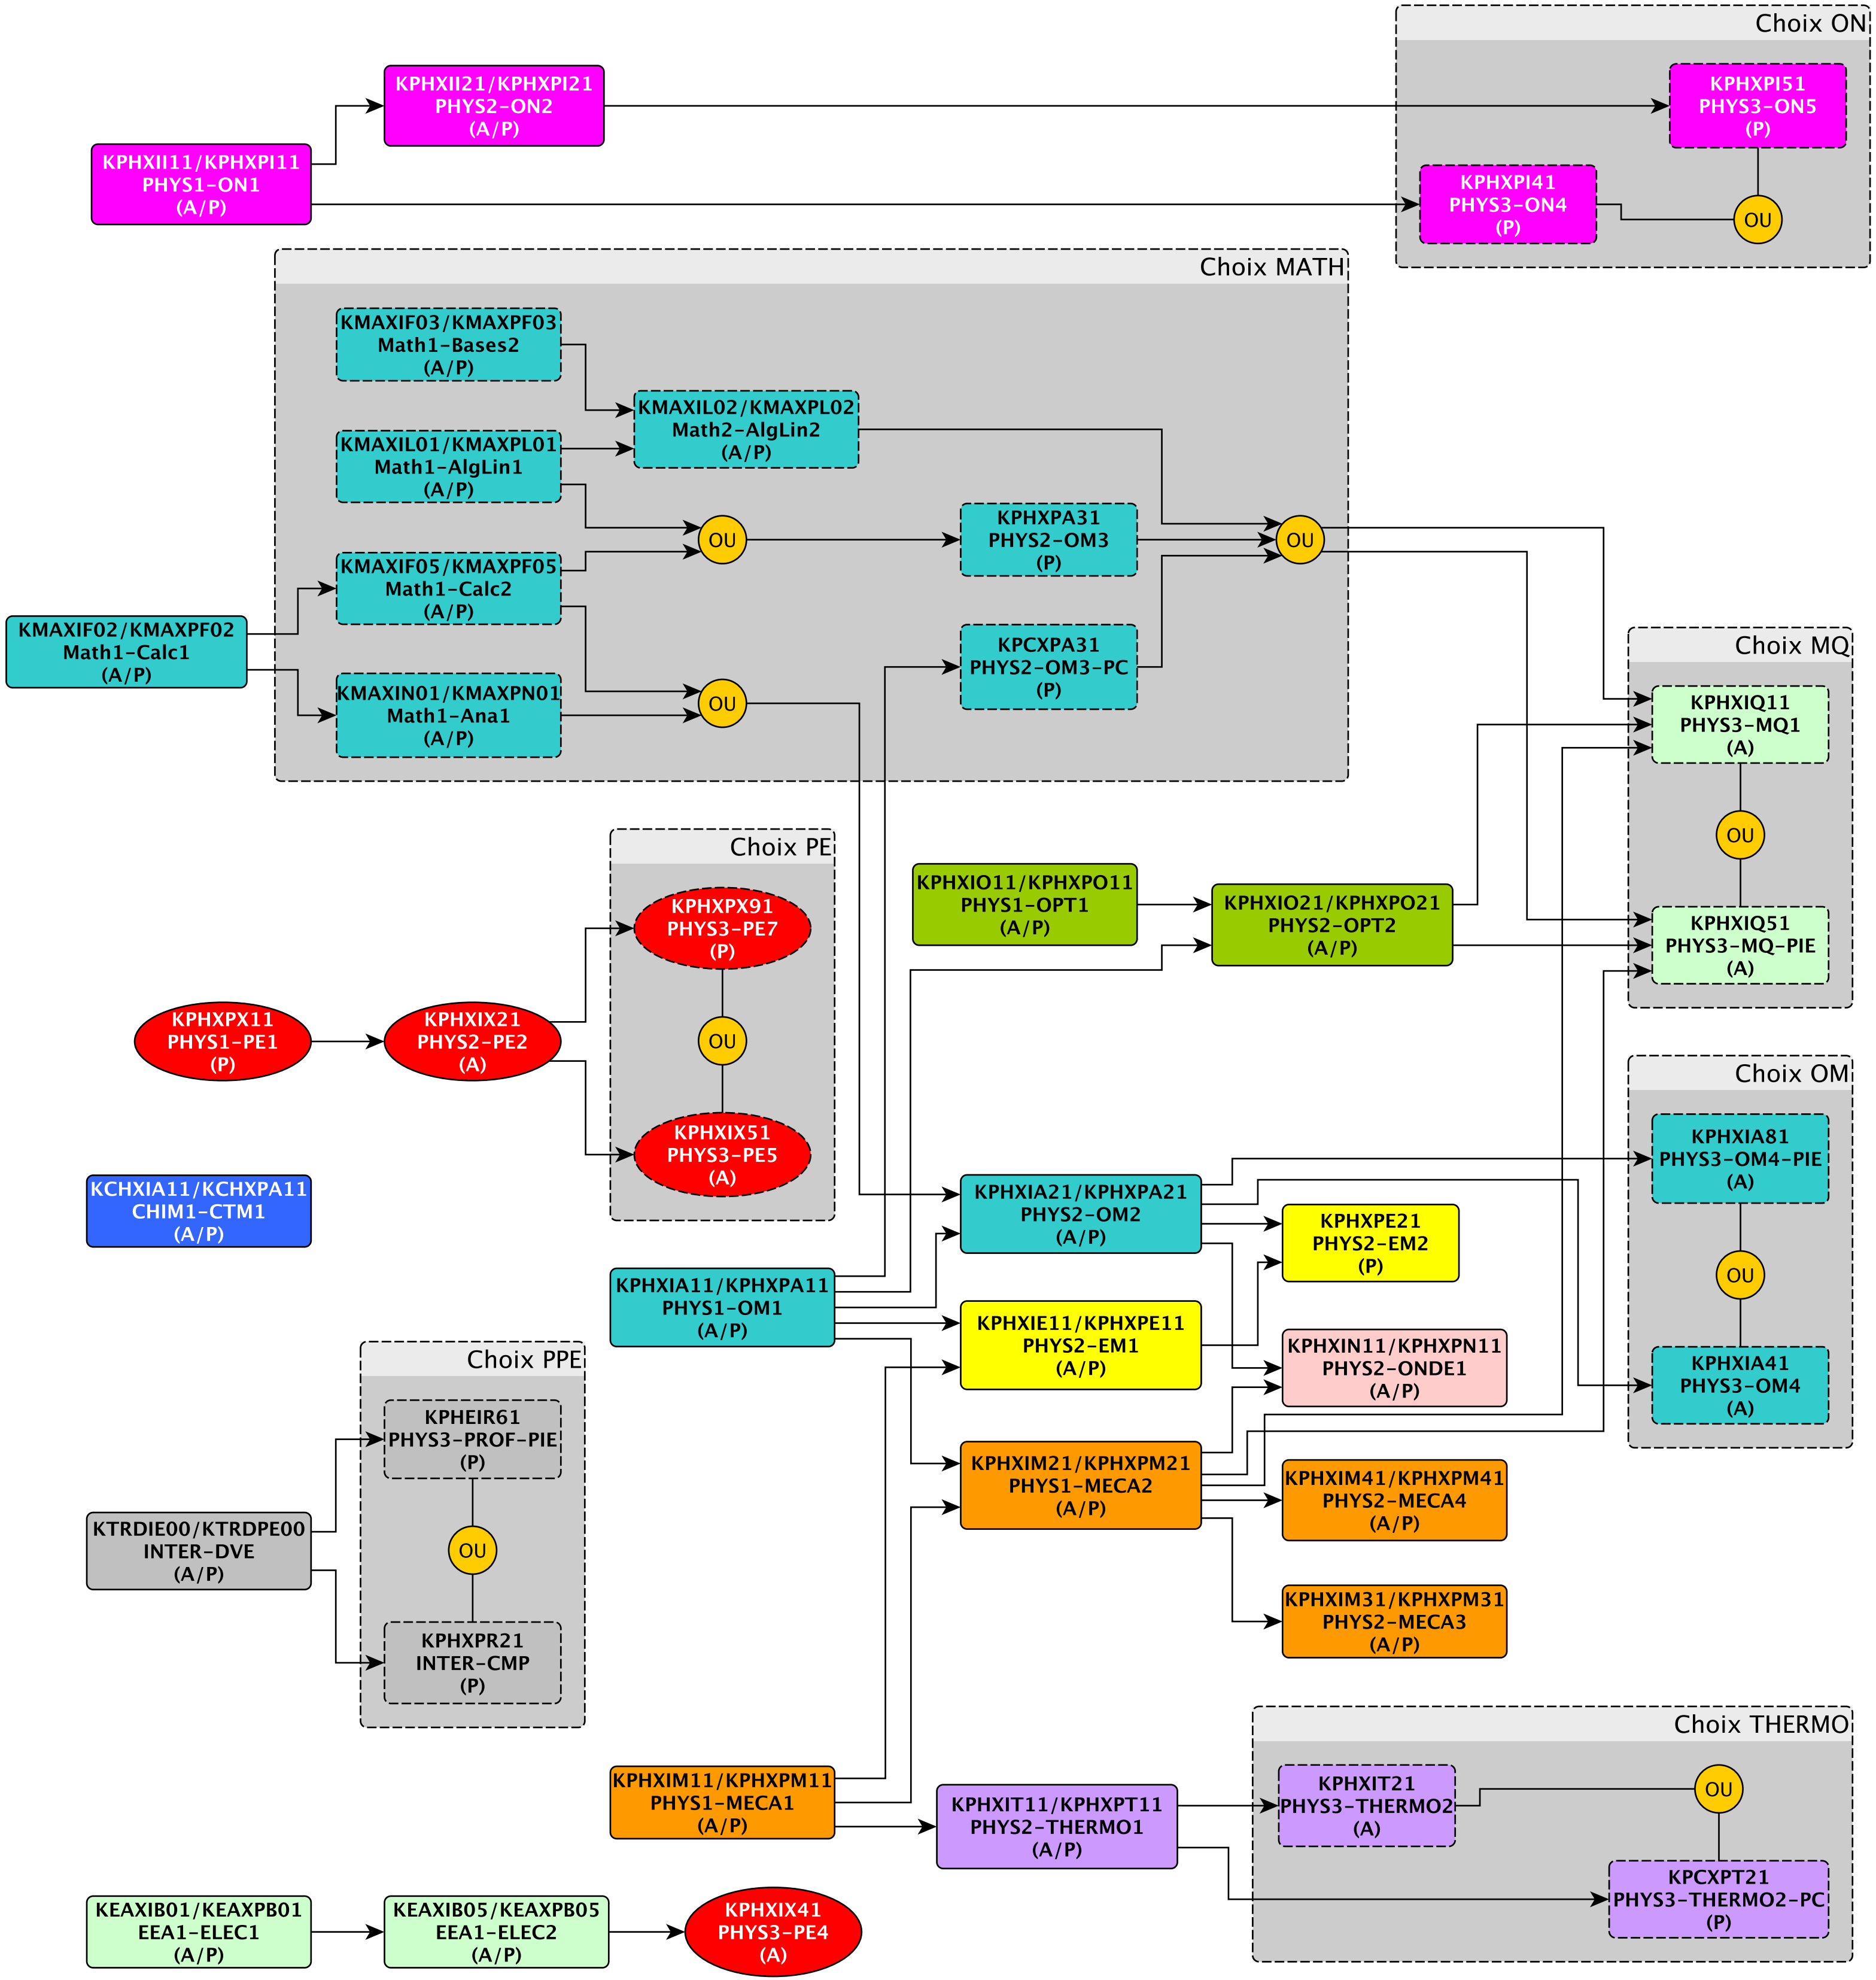 Choix ON
KPHXPI51
PHYS3-ON5
(P)
KPHXII21/KPHXPI21
PHYS2-ON2
(A/P)
KPHXII11/KPHXPI11
PHYS1-ON1
(A/P)
KPHXPI41
PHYS3-ON4
(P)
OU
Choix MATH
KMAXIF03/KMAXPF03
Math1-Bases2
(A/P)
KMAXIL02/KMAXPL02
Math2-AlgLin2
(A/P)
KMAXIL01/KMAXPL01
Math1-AlgLin1
(A/P)
OU
KPHXPA31
PHYS2-OM3
(P)
OU
KMAXIF05/KMAXPF05
Math1-Calc2
(A/P)
KMAXIF02/KMAXPF02
Math1-Calc1
(A/P)
KPCXPA31
PHYS2-OM3-PC
(P)
KMAXIN01/KMAXPN01
Math1-Ana1
(A/P)
OU
Choix MQ
KPHXIQ11
PHYS3-MQ1
(A)
OU
KPHXIQ51
PHYS3-MQ-PIE
(A)
Choix PE
KPHXPX91
PHYS3-PE7
(P)
OU
KPHXIX51
PHYS3-PE5
(A)
KPHXIO11/KPHXPO11
PHYS1-OPT1
(A/P)
KPHXIO21/KPHXPO21
PHYS2-OPT2
(A/P)
KPHXPX11
PHYS1-PE1
(P)
KPHXIX21
PHYS2-PE2
(A)
Choix OM
KPHXIA81
PHYS3-OM4-PIE
(A)
OU
KPHXIA41
PHYS3-OM4
(A)
KCHXIA11/KCHXPA11
CHIM1-CTM1
(A/P)
KPHXIA21/KPHXPA21
PHYS2-OM2
(A/P)
KPHXPE21
PHYS2-EM2
(P)
KPHXIA11/KPHXPA11
PHYS1-OM1
(A/P)
KPHXIE11/KPHXPE11
PHYS2-EM1
(A/P)
KPHXIN11/KPHXPN11
PHYS2-ONDE1
(A/P)
Choix PPE
KPHEIR61
PHYS3-PROF-PIE
(P)
OU
KPHXPR21
INTER-CMP
(P)
KTRDIE00/KTRDPE00
INTER-DVE
(A/P)
KPHXIM21/KPHXPM21
PHYS1-MECA2
(A/P)
KPHXIM41/KPHXPM41
PHYS2-MECA4
(A/P)
KPHXIM31/KPHXPM31
PHYS2-MECA3
(A/P)
Choix THERMO
KPHXIT21
PHYS3-THERMO2
(A)
OU
KPCXPT21
PHYS3-THERMO2-PC
(P)
KPHXIM11/KPHXPM11
PHYS1-MECA1
(A/P)
KPHXIT11/KPHXPT11
PHYS2-THERMO1
(A/P)
KEAXIB01/KEAXPB01
EEA1-ELEC1
(A/P)
KEAXIB05/KEAXPB05
EEA1-ELEC2
(A/P)
KPHXIX41
PHYS3-PE4
(A)